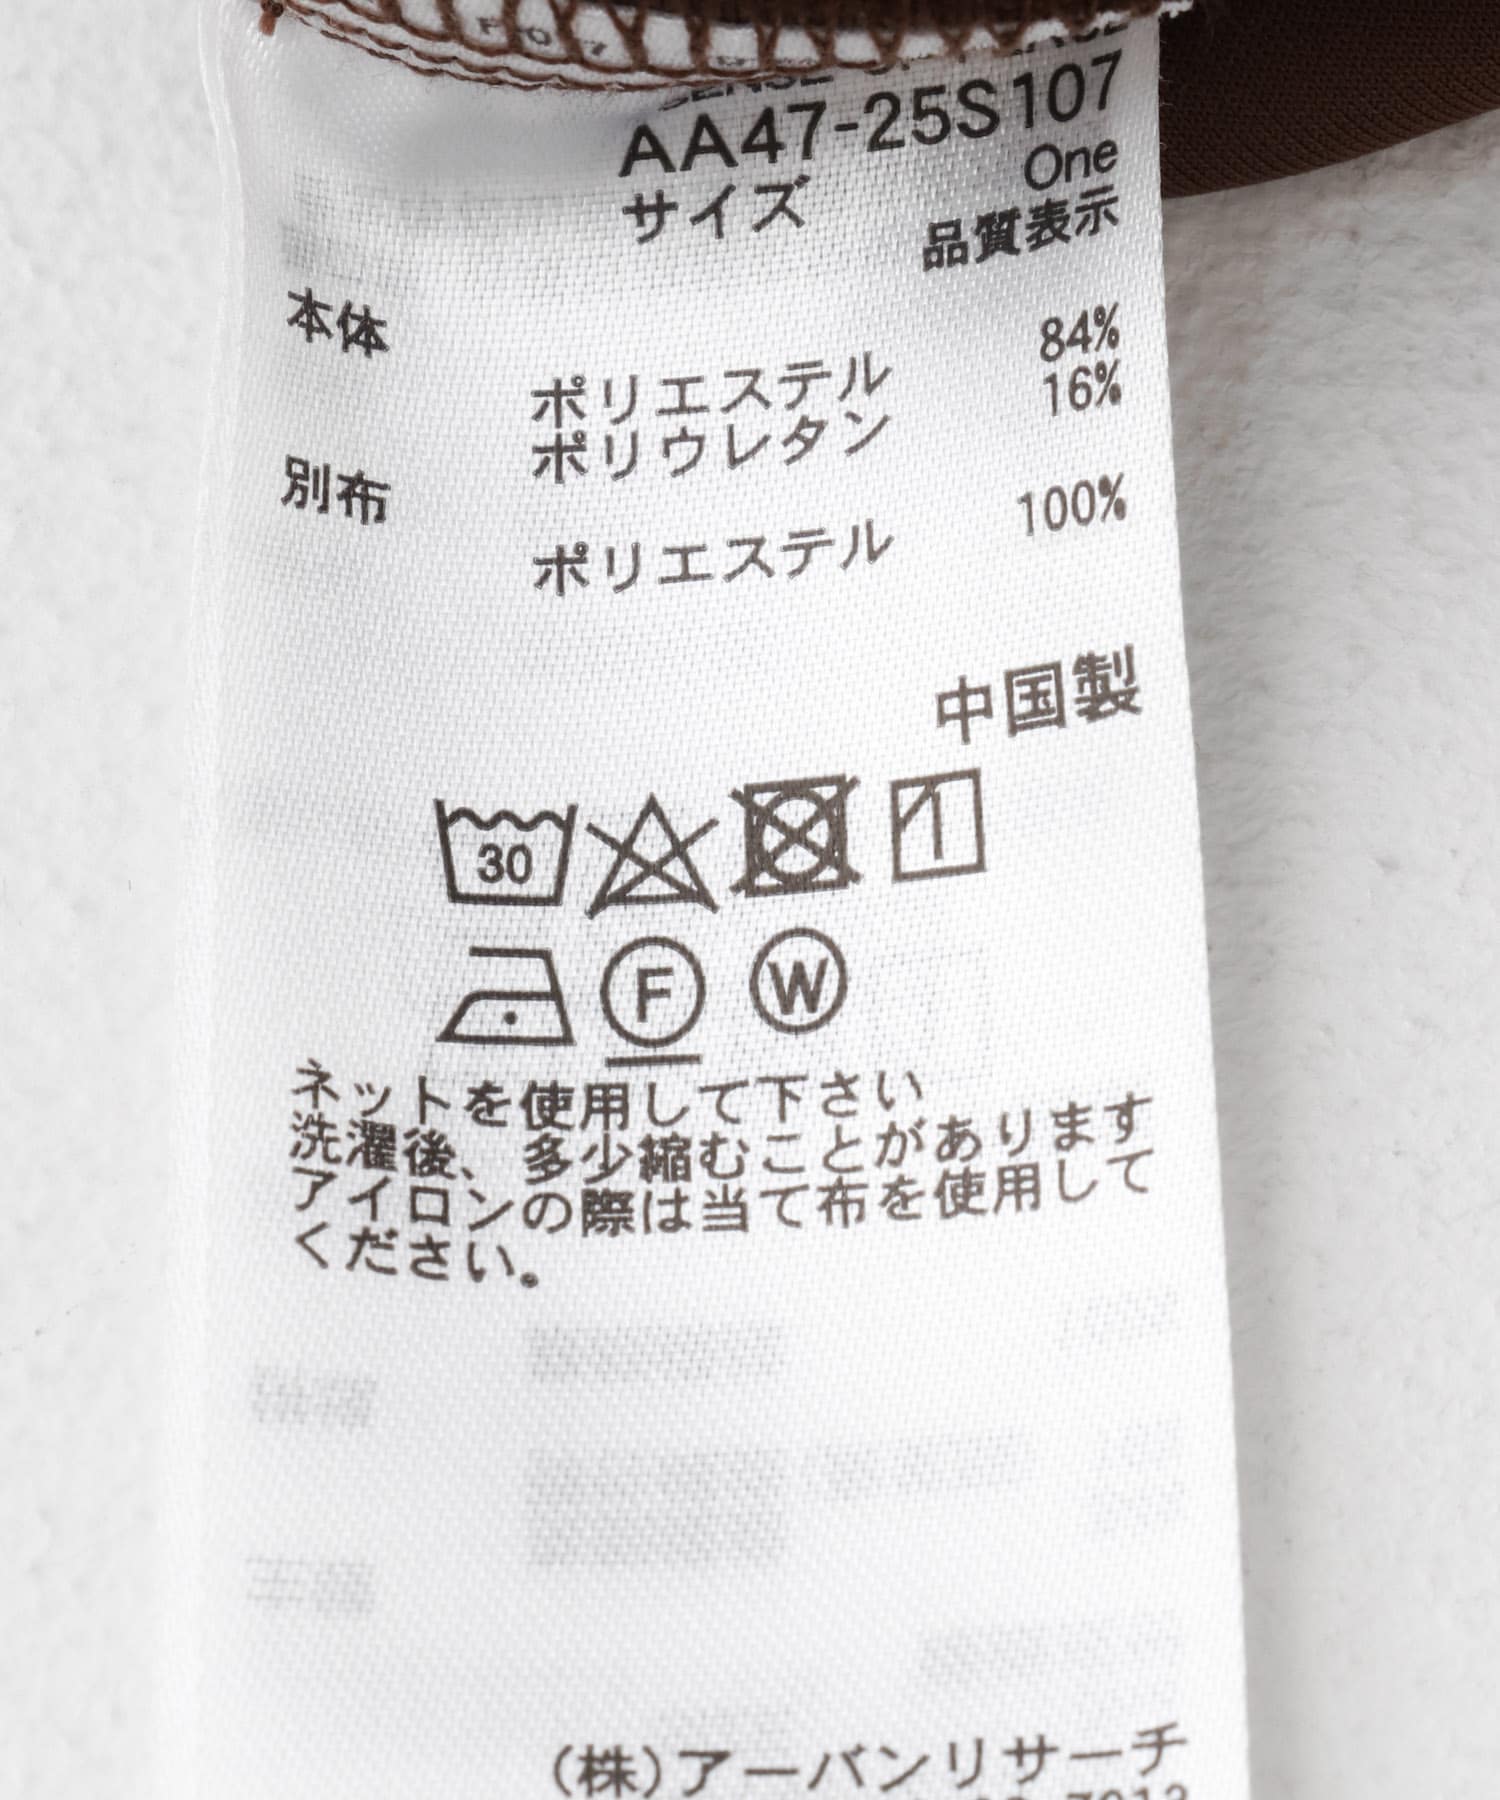 AA47-25S107
サイズ One
品質表示
本体
ポリエステル 84%
ポリウレタン 16%
別布
ポリエステル 100%
中国製
30
F W
ネットを使用して下さい
洗濯後、多少縮むことがあります
アイロンの際は当て布を使用して
ください。
(株)アーバンリサーチ